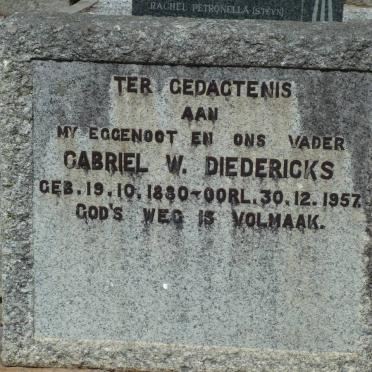 RACHEL PETRONELLA (STEYN)
TER GEDAGTENIS
AAN
MY EGGENOOT EN ONS VADER
GABRIEL W. DIEDERICKS
GEB. 19.10.1880-OORL. 30.12.1957.
GOD'S WEG IS VOLMAAK.